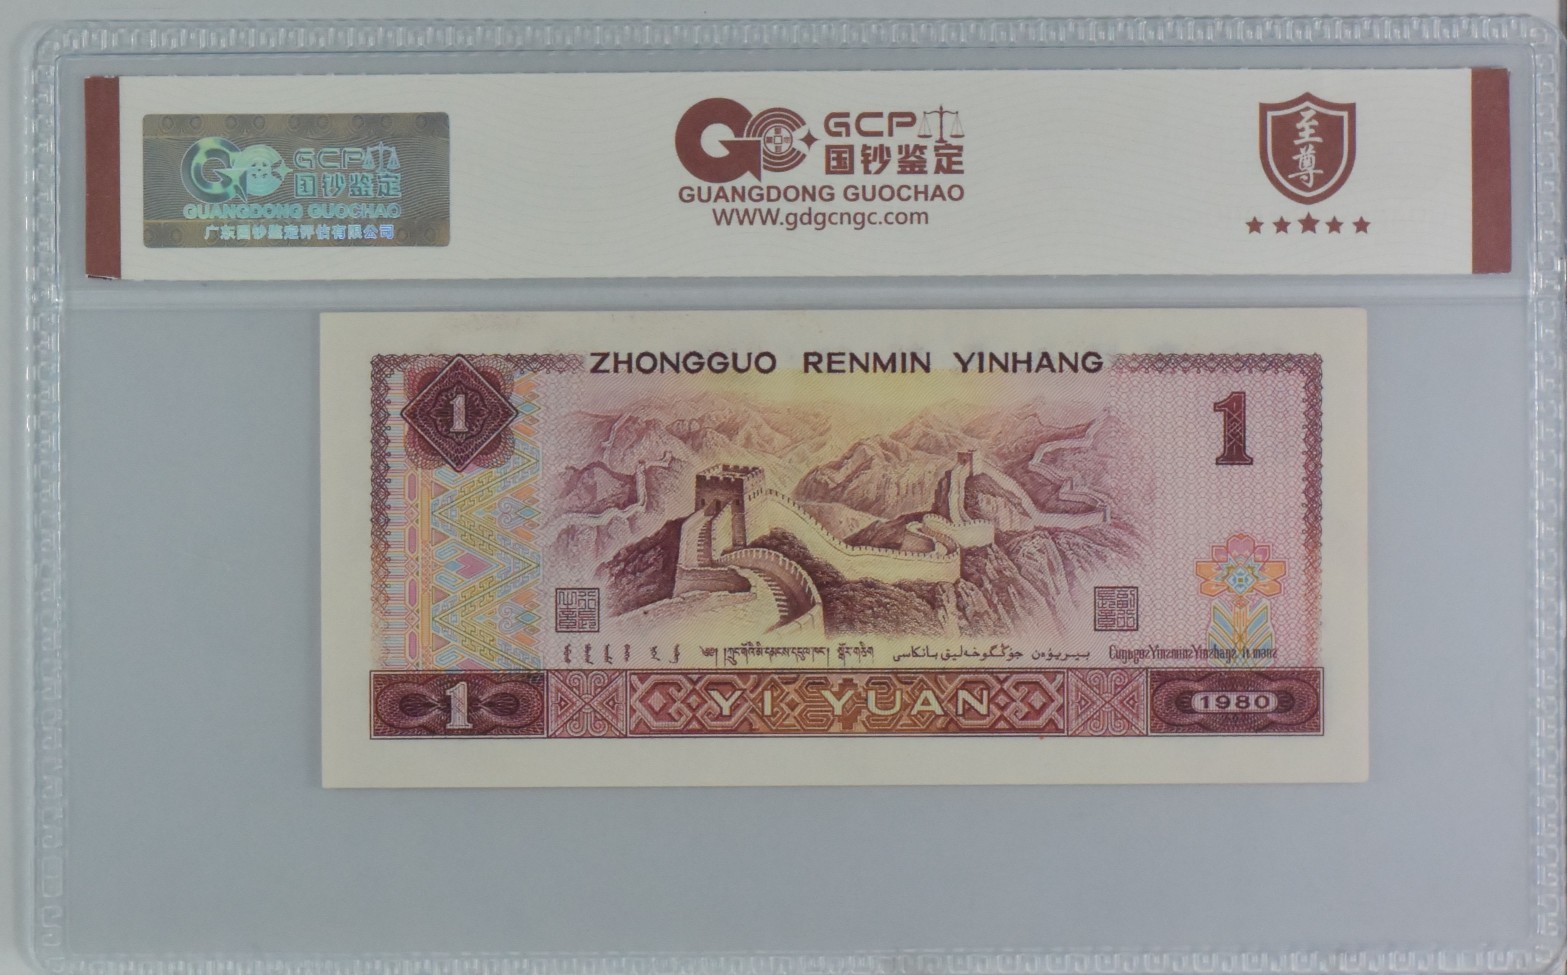 GCP
国钞鉴定
GUANGDONG GUOCHAO
广东国钞鉴定评估有限公司
GCP
国钞鉴定
GUANGDONG GUOCHAO
WWW.gdgcngc.com
至尊
ZHONGGUO RENMIN YINHANG
1
1
جۇڭگوخەلىق بانكاسى
1
YI YUAN
1980